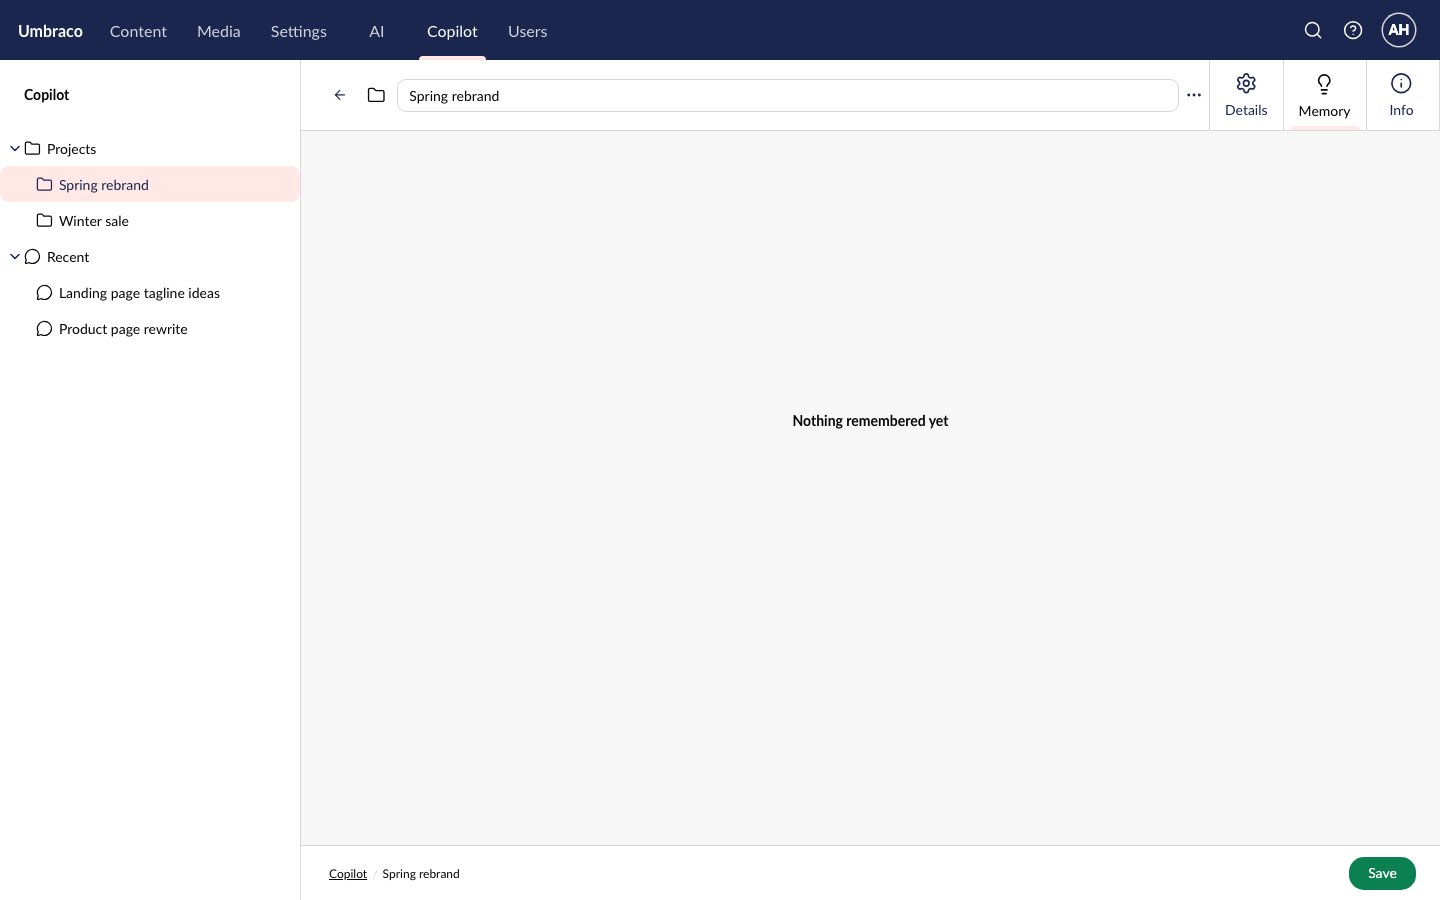 Umbraco
Content
Media
Settings
AI
Copilot
Users
AH
Copilot
Projects
Spring rebrand
Winter sale
Recent
Landing page tagline ideas
Product page rewrite
Spring rebrand
Details
Memory
Info
Nothing remembered yet
Copilot / Spring rebrand
Save